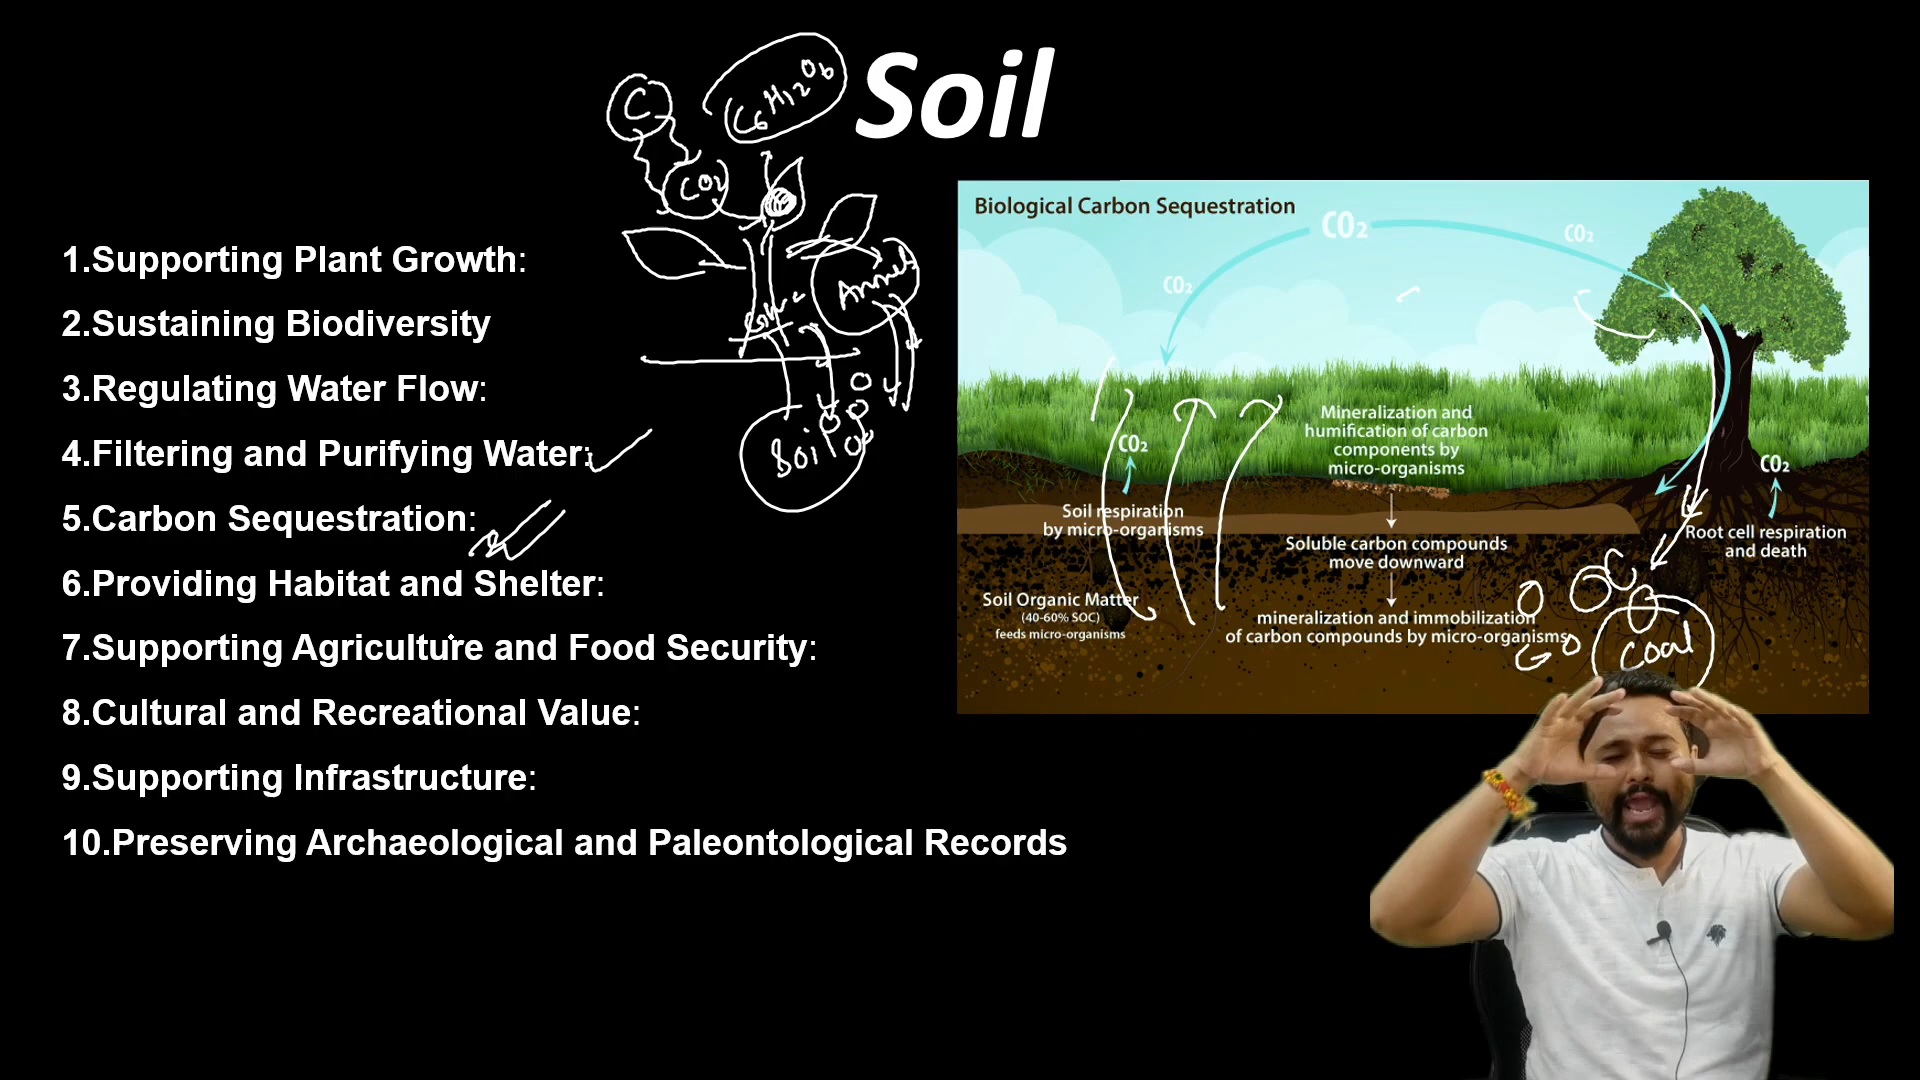 Soil
C
C6H12O6
CO2
Soil
1.Supporting Plant Growth:
2.Sustaining Biodiversity
3.Regulating Water Flow:
4.Filtering and Purifying Water:
5.Carbon Sequestration:
6.Providing Habitat and Shelter:
7.Supporting Agriculture and Food Security:
8.Cultural and Recreational Value:
9.Supporting Infrastructure:
10.Preserving Archaeological and Paleontological Records
Biological Carbon Sequestration
CO2
CO2
CO2
Mineralization and
humification of carbon
components by
micro-organisms
CO2
CO2
Soil respiration
by micro-organisms
Root cell respiration
and death
Soluble carbon compounds
move downward
Soil Organic Matter
(40-60% SOC)
feeds micro-organisms
mineralization and immobilization
of carbon compounds by micro-organisms
Coal